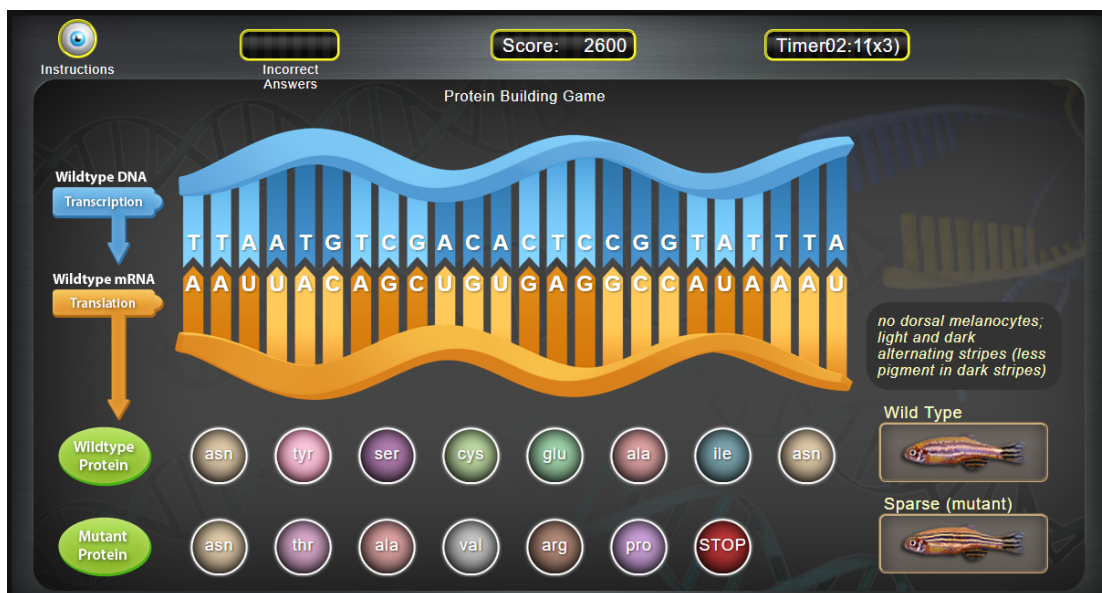 Instructions
Incorrect
Answers
Score: 2600
Timer02:11(x3)
Protein Building Game
Wildtype DNA
Transcription
T T A A T G T C G A C A C T C C G G T A T T T A
Wildtype mRNA
Translation
A A U U A C A G C U G U G A G G C C A U A A A U
no dorsal melanocytes;
light and dark
alternating stripes (less
pigment in dark stripes)
Wild Type
Wildtype
Protein
asn tyr ser cys glu ala ile asn
Sparse (mutant)
Mutant
Protein
asn thr ala val arg pro STOP